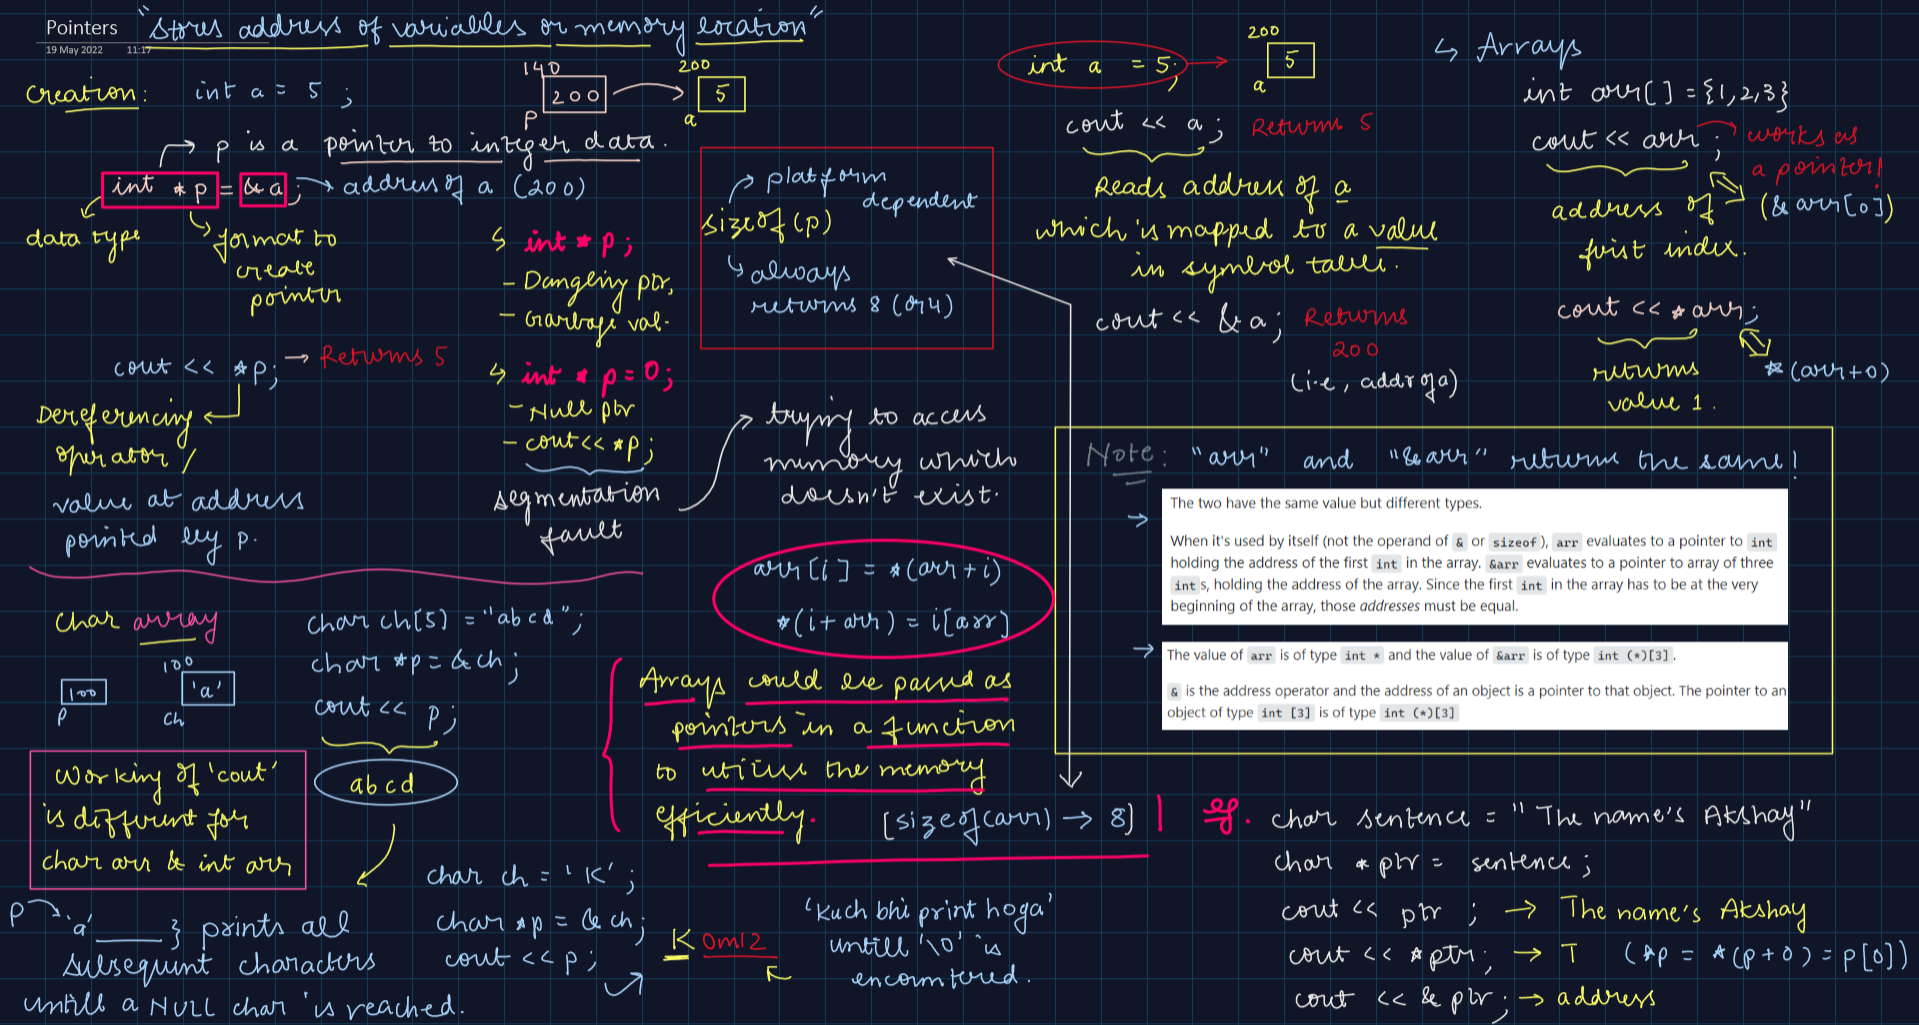 Pointers
19 May 2022 11:17
"Stores address of variables or memory location"
Creation: int a = 5 ;
140
200
p
200
5
a
p is a pointer to integer data.
int * p = & a ; → address of a (200)
data type
format to
create
pointer
cout << *p; → Returns 5
Dereferencing
operator /
value at address
pointed by p.
↳ int * p;
- Dangling ptr,
- Garbage val.
↳ int * p = 0;
- Null ptr
- cout << *p;
segmentation
fault
trying to access
memory which
doesn't exist.
platform
dependent
sizeof(p)
always
returns 8 (or 4)
int a = 5;
200
5
a
cout << a; Returns 5
Reads address of a
which is mapped to a value
in symbol table.
cout << & a; Returns
200
(i.e, addr of a)
↳ Arrays
int arr[] = {1,2,3}
cout << arr ; works as
a pointer!
address of (& arr[0])
first index.
cout << * arr;
returns * (arr+0)
value 1.
Note: "arr" and "&arr" returns the same!
The two have the same value but different types.
When it's used by itself (not the operand of & or sizeof), arr evaluates to a pointer to int
holding the address of the first int in the array. &arr evaluates to a pointer to array of three
int s, holding the address of the array. Since the first int in the array has to be at the very
beginning of the array, those addresses must be equal.
The value of arr is of type int * and the value of &arr is of type int (*)[3].
& is the address operator and the address of an object is a pointer to that object. The pointer to an
object of type int [3] is of type int (*)[3]
arr [i] = *(arr+i)
*(i+arr) = i[arr]
Arrays could be passed as
pointers in a function
to utilise the memory
efficiently. [sizeof(arr) → 8]
char array
100
p
100
'a'
ch
char ch[5] = "abcd";
char *p = & ch;
cout << p;
abcd
Working of 'cout'
is different for
char arr & int arr
p → 'a' ____ } prints all
subsequent characters
untill a NULL char is reached.
char ch = 'K';
char *p = & ch;
cout << p;
K 0m12
'Kuch bhi print hoga'
untill '\0' is
encountered.
eg. char sentence = "The name's Akshay"
char * ptr = sentence;
cout << ptr ; → The name's Akshay
cout << *ptr; → T (*p = *(p+0) = p[0])
cout << & ptr; → address